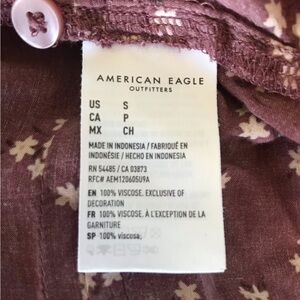 AMERICAN EAGLE
OUTFITTERS
US S
CA P
MX CH
MADE IN INDONESIA / FABRIQUÉ EN
INDONÉSIE / HECHO EN INDONESIA
RN 54485 / CA 03873
RFC# AEM120605U9A
EN 100% VISCOSE. EXCLUSIVE OF
DECORATION
FR 100% VISCOSE. À L'EXCEPTION DE LA
GARNITURE
SP 100% viscosa;